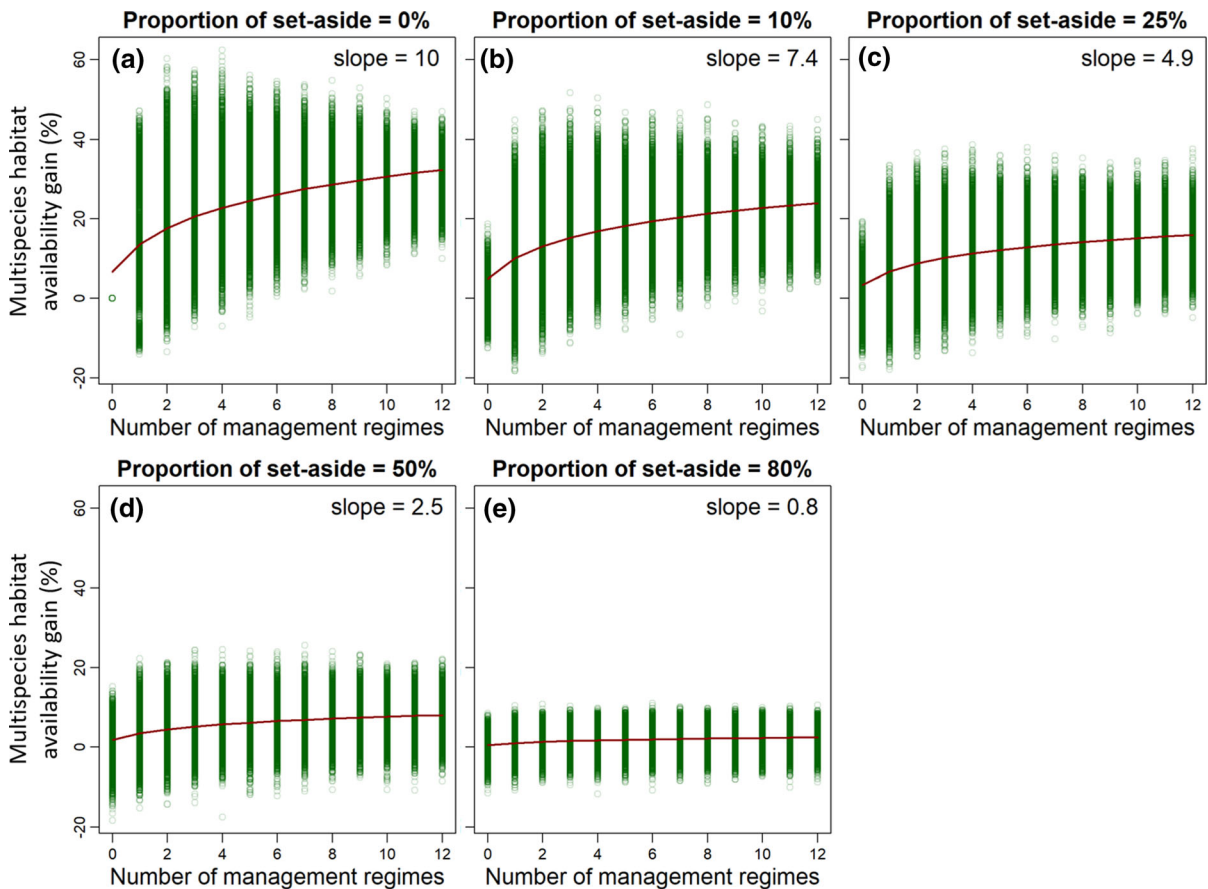 Proportion of set-aside = 0%
Proportion of set-aside = 10%
Proportion of set-aside = 25%
(a)
slope = 10
(b)
slope = 7.4
(c)
slope = 4.9
Multispecies habitat
availability gain (%)
60
40
20
0
-20
0 2 4 6 8 10 12
0 2 4 6 8 10 12
0 2 4 6 8 10 12
Number of management regimes
Number of management regimes
Number of management regimes
Proportion of set-aside = 50%
Proportion of set-aside = 80%
(d)
slope = 2.5
(e)
slope = 0.8
Multispecies habitat
availability gain (%)
60
40
20
0
-20
0 2 4 6 8 10 12
0 2 4 6 8 10 12
Number of management regimes
Number of management regimes